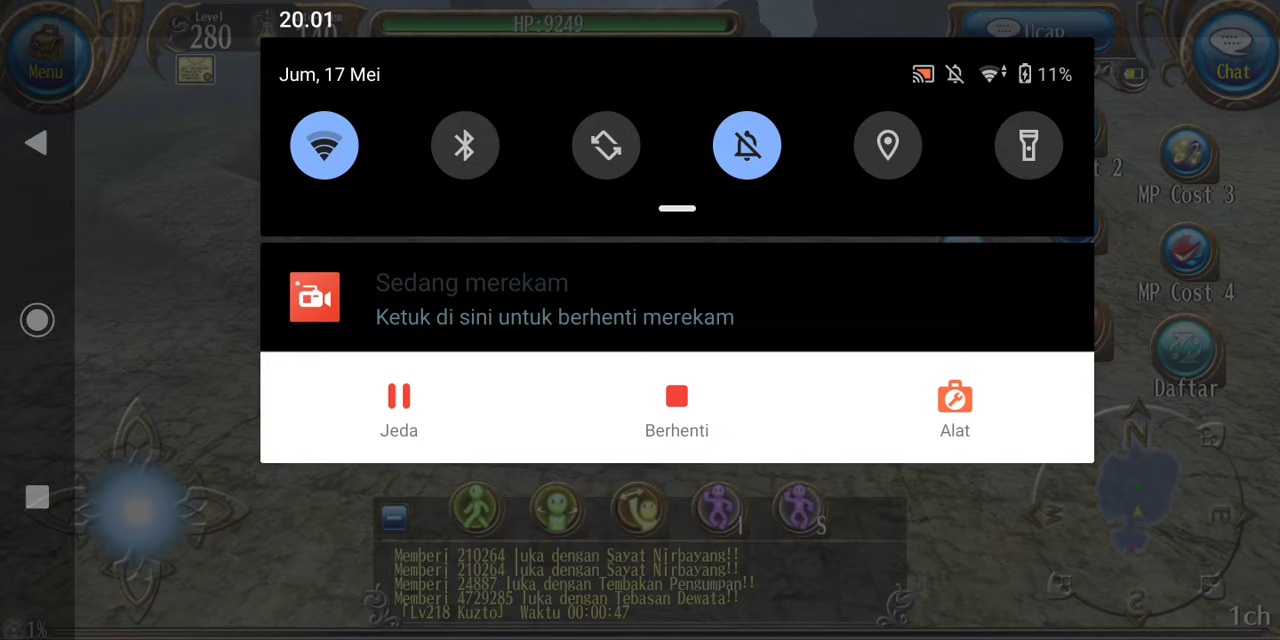 20.01
Level
280
140
HP:9249
Ucap
Menu
Chat
Jum, 17 Mei
11%
t 2
MP Cost 3
Sedang merekam
Ketuk di sini untuk berhenti merekam
MP Cost 4
Daftar
Jeda
Berhenti
Alat
N
E
W
S
I
S
Memberi 210264 luka dengan Sayat Nirbayang!!
Memberi 210264 luka dengan Sayat Nirbayang!!
Memberi 24887 luka dengan Tembakan Pengumpan!!
Memberi 4729285 luka dengan Tebasan Dewata!!
「Lv218 Kuzto」 Waktu 00:00:47
1%
1ch